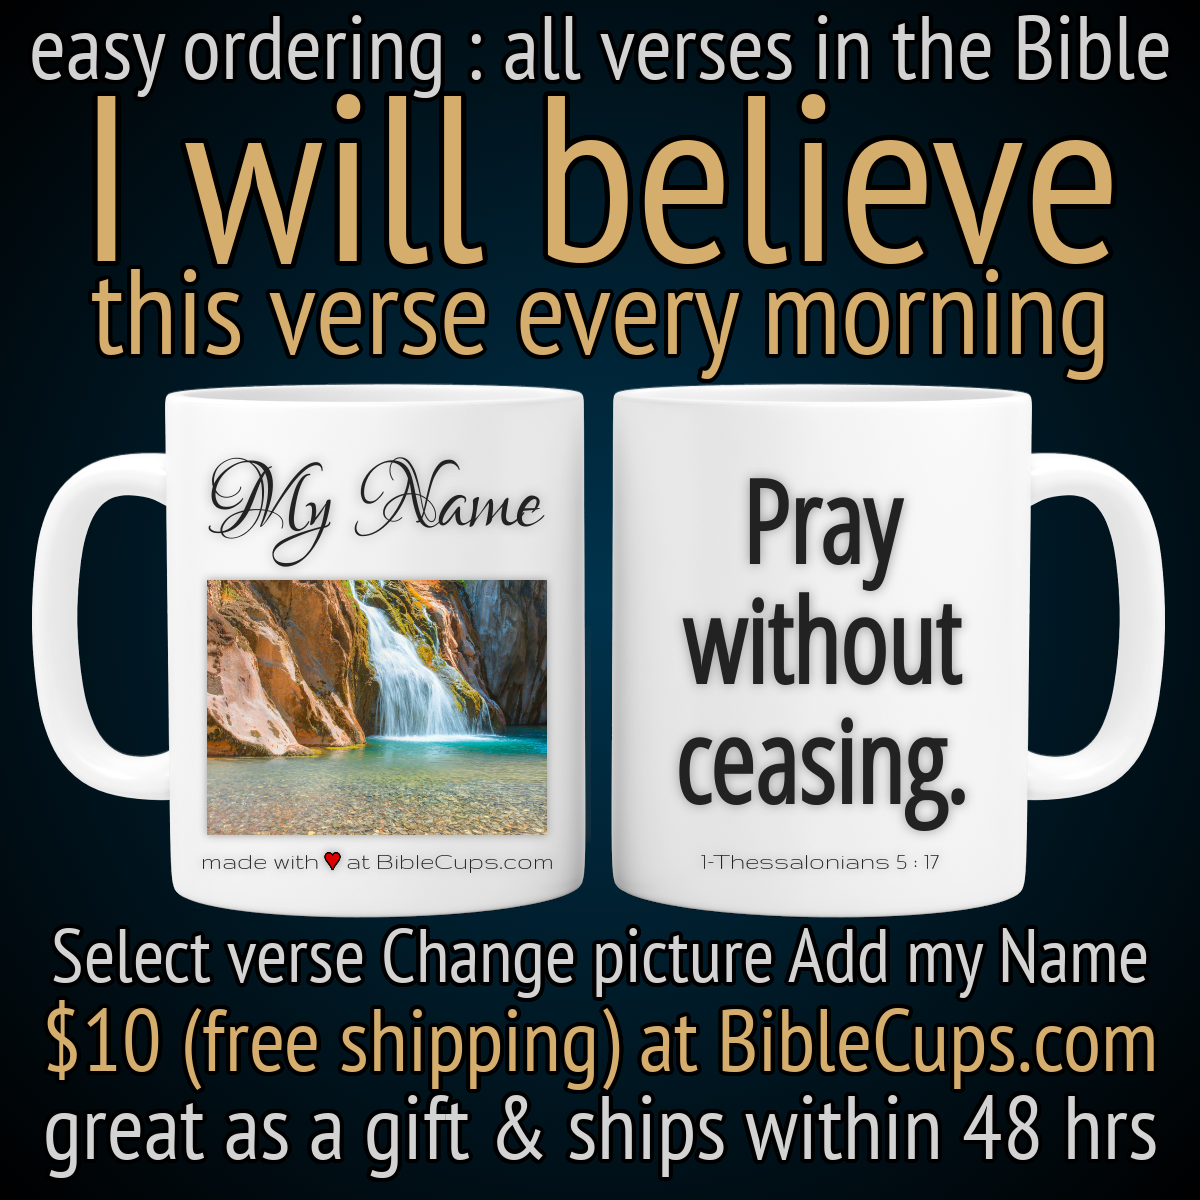 easy ordering : all verses in the Bible
I will believe
this verse every morning
My Name
made with ♥ at BibleCups.com
Pray
without
ceasing.
1-Thessalonians 5 : 17
Select verse Change picture Add my Name
$10 (free shipping) at BibleCups.com
great as a gift & ships within 48 hrs